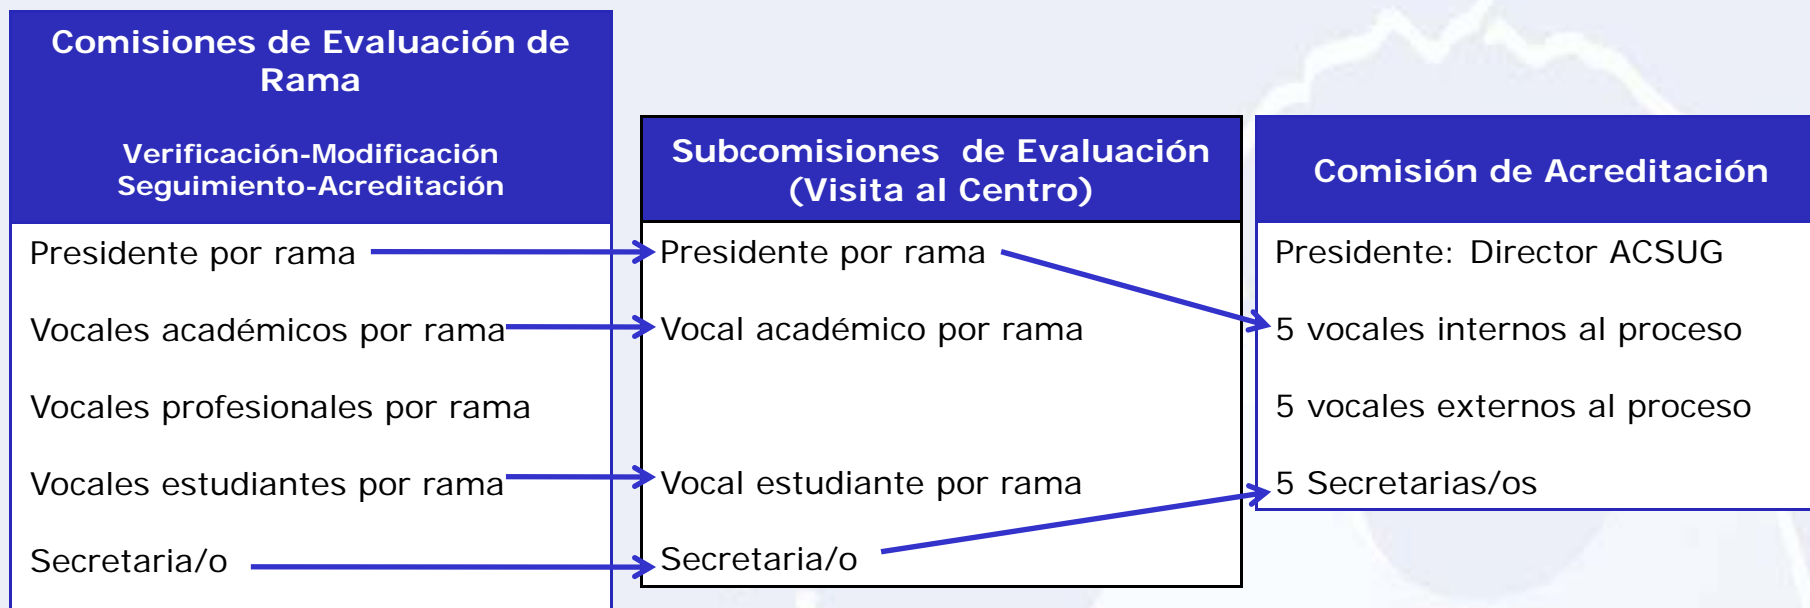 Comisiones de Evaluación de
Rama
Verificación-Modificación
Seguimiento-Acreditación
Presidente por rama
Vocales académicos por rama
Vocales profesionales por rama
Vocales estudiantes por rama
Secretaria/o
Subcomisiones de Evaluación
(Visita al Centro)
Presidente por rama
Vocal académico por rama
Vocal estudiante por rama
Secretaria/o
Comisión de Acreditación
Presidente: Director ACSUG
5 vocales internos al proceso
5 vocales externos al proceso
5 Secretarias/os